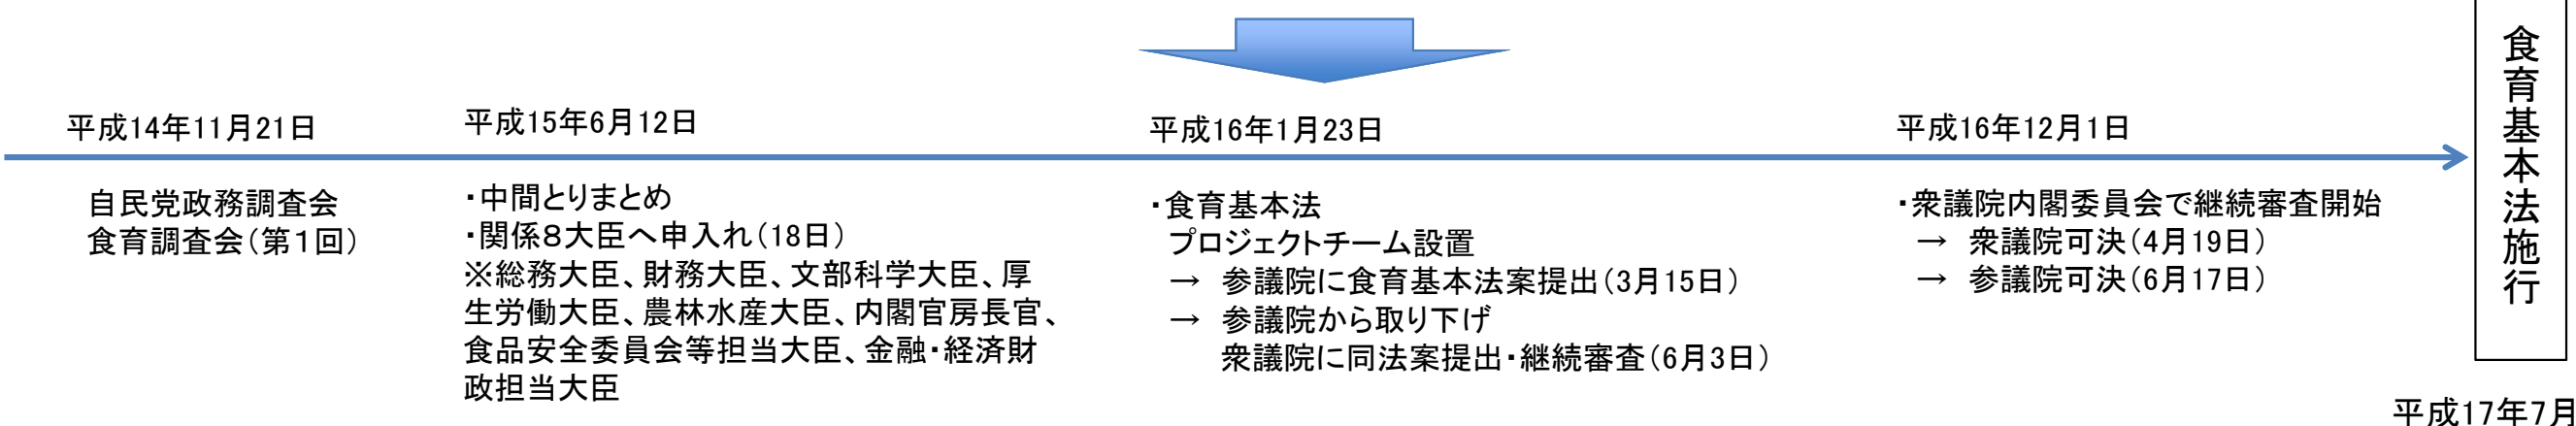 平成14年11月21日
自民党政務調査会
食育調査会（第１回）
平成15年6月12日
・中間とりまとめ
・関係８大臣へ申入れ（18日）
※総務大臣、財務大臣、文部科学大臣、厚
生労働大臣、農林水産大臣、内閣官房長官、
食品安全委員会等担当大臣、金融・経済財
政担当大臣
平成16年1月23日
・食育基本法
プロジェクトチーム設置
→ 参議院に食育基本法案提出（3月15日）
→ 参議院から取り下げ
衆議院に同法案提出・継続審査（6月3日）
平成16年12月1日
・衆議院内閣委員会で継続審査開始
→ 衆議院可決（4月19日）
→ 参議院可決（6月17日）
食育基本法施行
平成17年7月